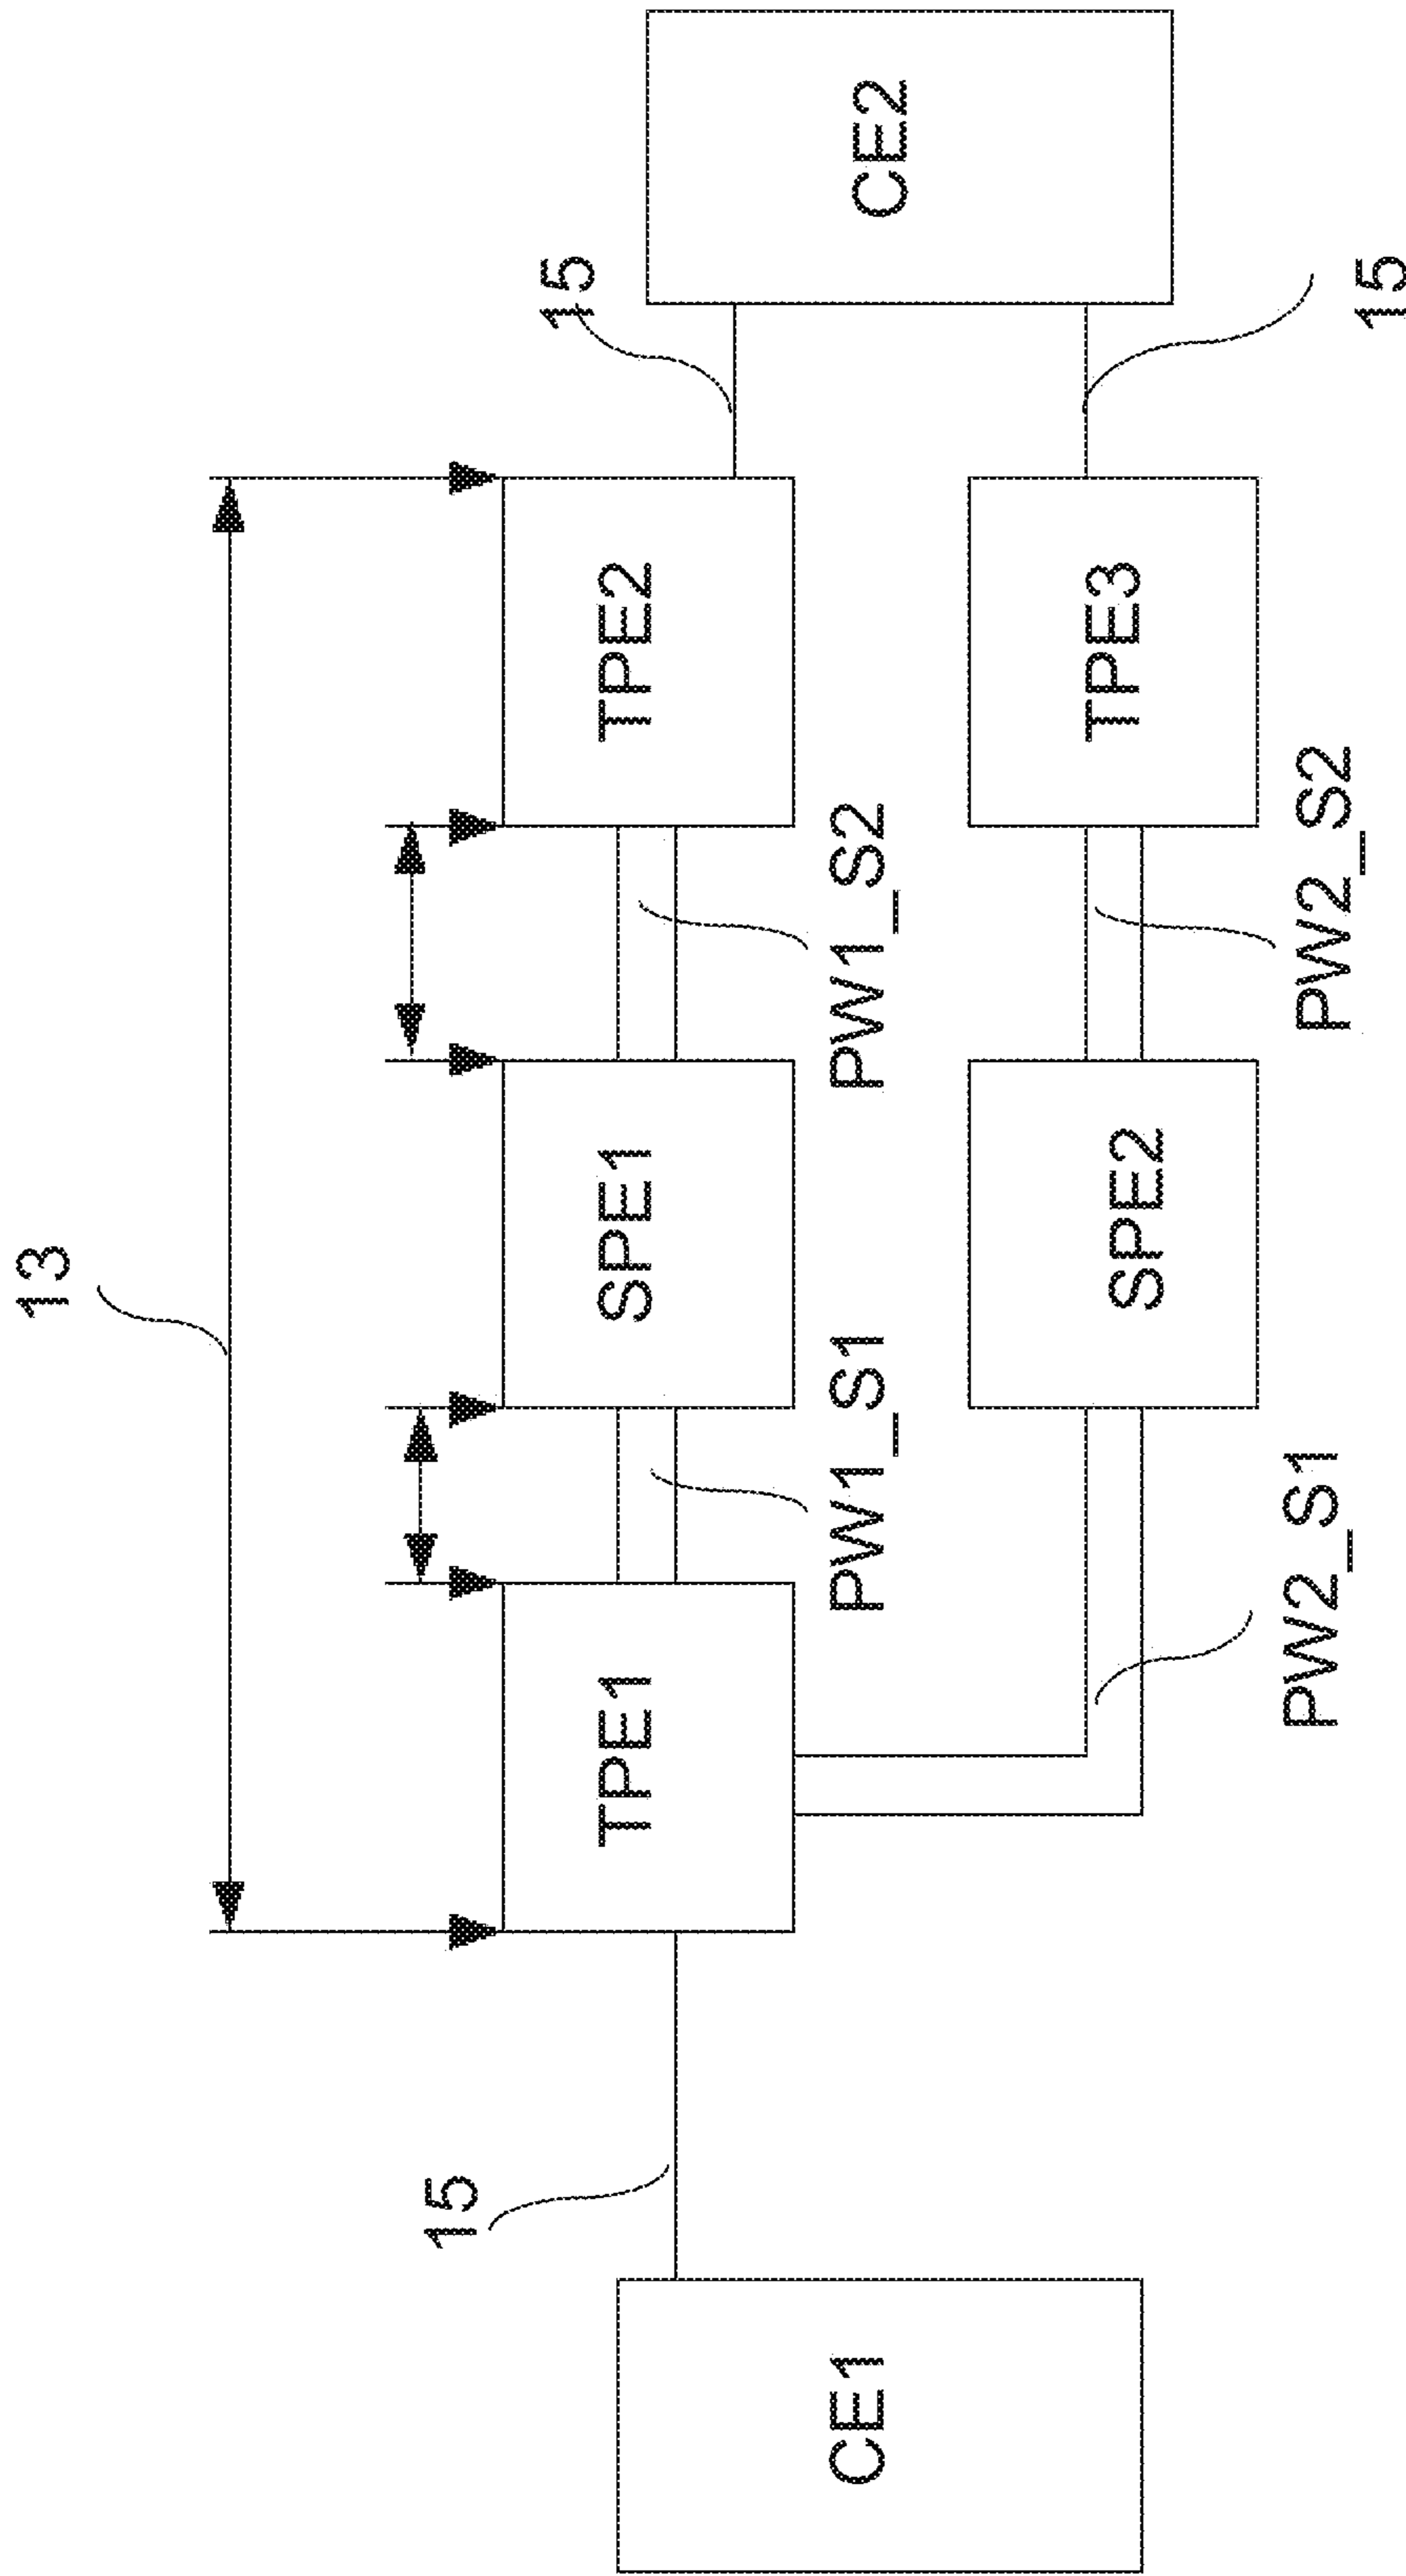 13
15
15
CE1
TPE1
SPE1
TPE2
CE2
PW1_S1
PW1_S2
SPE2
TPE3
PW2_S1
PW2_S2
15